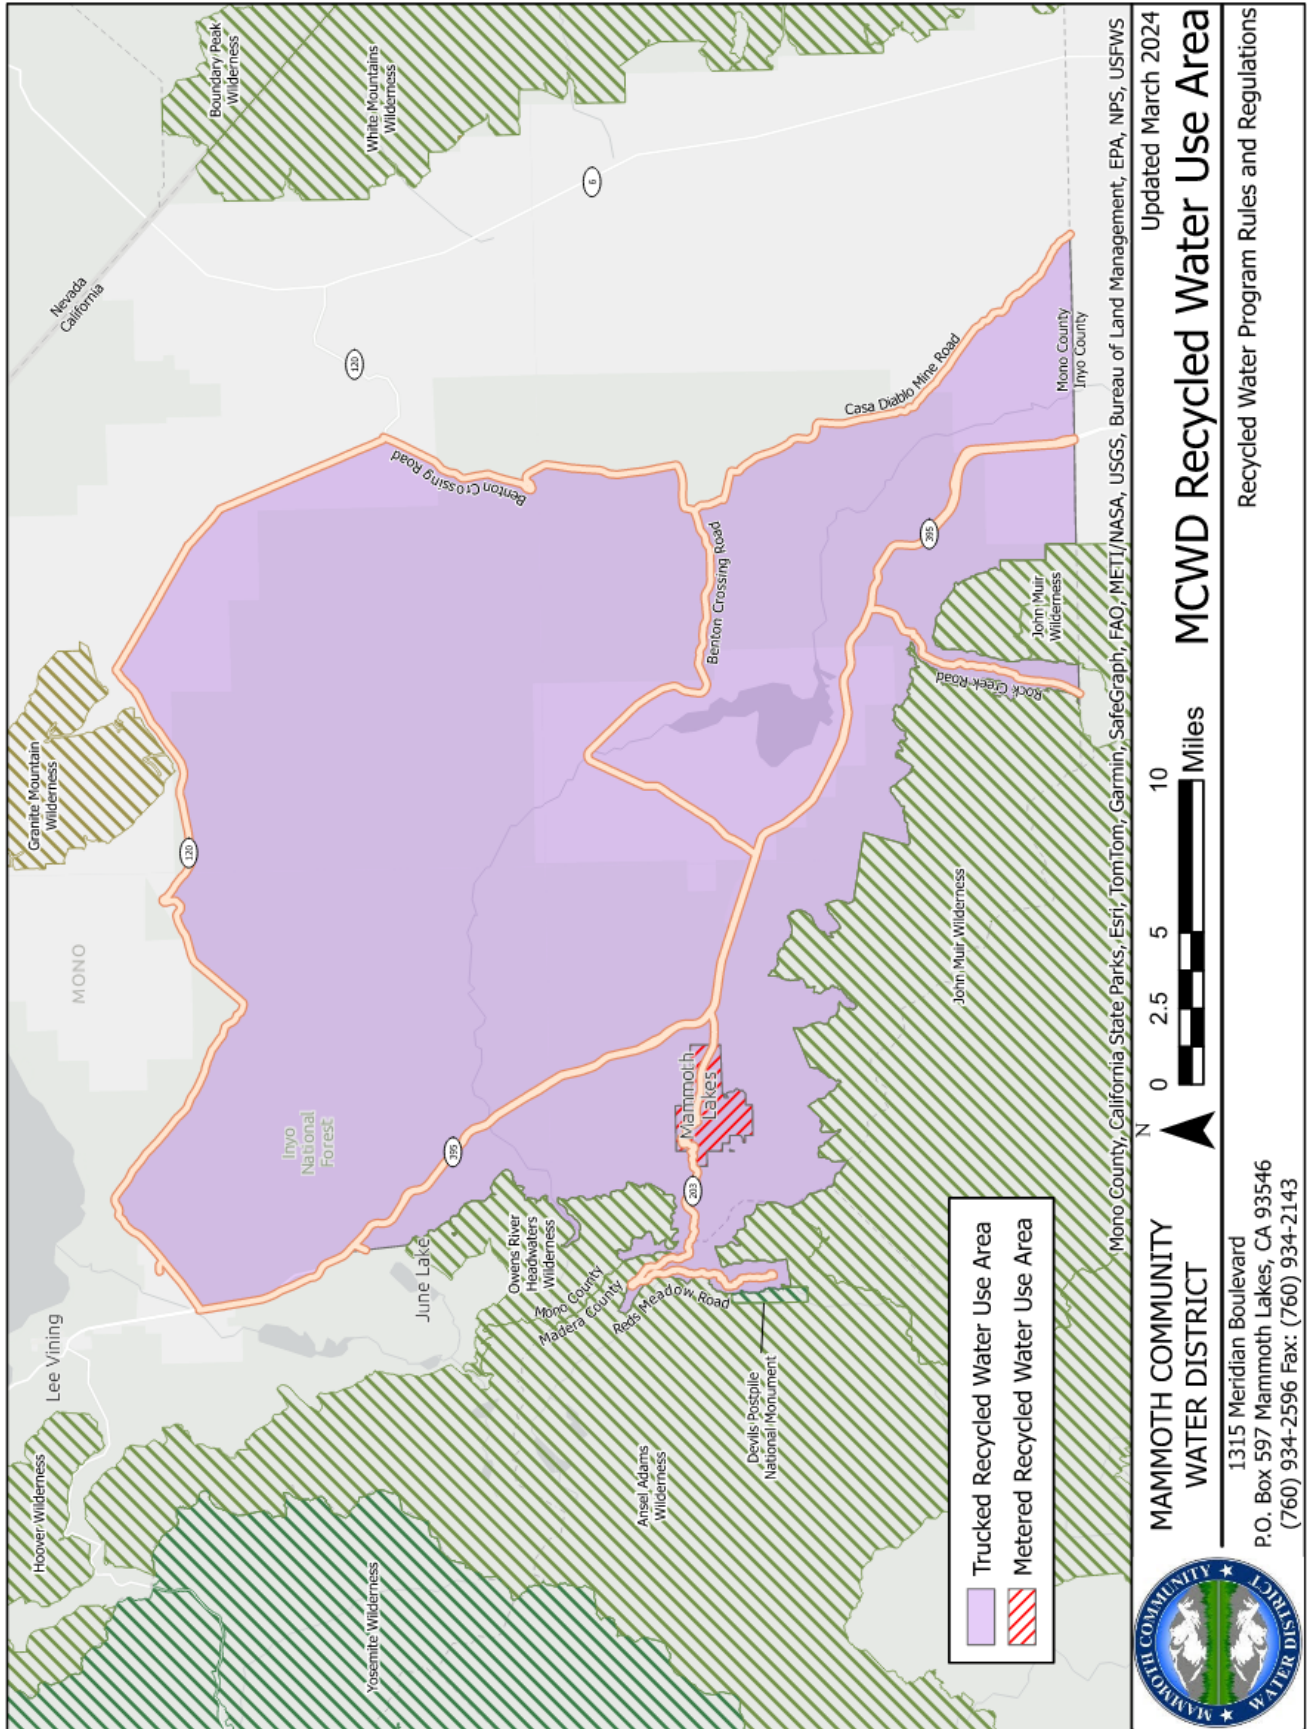 Boundary Peak
Wilderness
White Mountains
Wilderness
Nevada
California
6
120
Granite Mountain
Wilderness
120
MONO
Benton Crossing Road
Benton Crossing Road
Casa Diablo Mine Road
Mono County
Inyo County
395
John Muir
Wilderness
Rock Creek Road
John Muir Wilderness
Inyo
National
Forest
395
Mammoth
Lakes
203
Lee Vining
June Lake
Owens River
Headwaters
Wilderness
Mono County
Madera County
Reds Meadow Road
Devils Postpile
National Monument
Ansel Adams
Wilderness
Hoover Wilderness
Yosemite Wilderness
Trucked Recycled Water Use Area
Metered Recycled Water Use Area
Mono County, California State Parks, Esri, TomTom, Garmin, SafeGraph, FAO, METI/NASA, USGS, Bureau of Land Management, EPA, NPS, USFWS
MAMMOTH COMMUNITY
WATER DISTRICT
MAMMOTH COMMUNITY
WATER DISTRICT
1315 Meridian Boulevard
P.O. Box 597 Mammoth Lakes, CA 93546
(760) 934-2596 Fax: (760) 934-2143
N
0 2.5 5 10
Miles
Updated March 2024
MCWD Recycled Water Use Area
Recycled Water Program Rules and Regulations